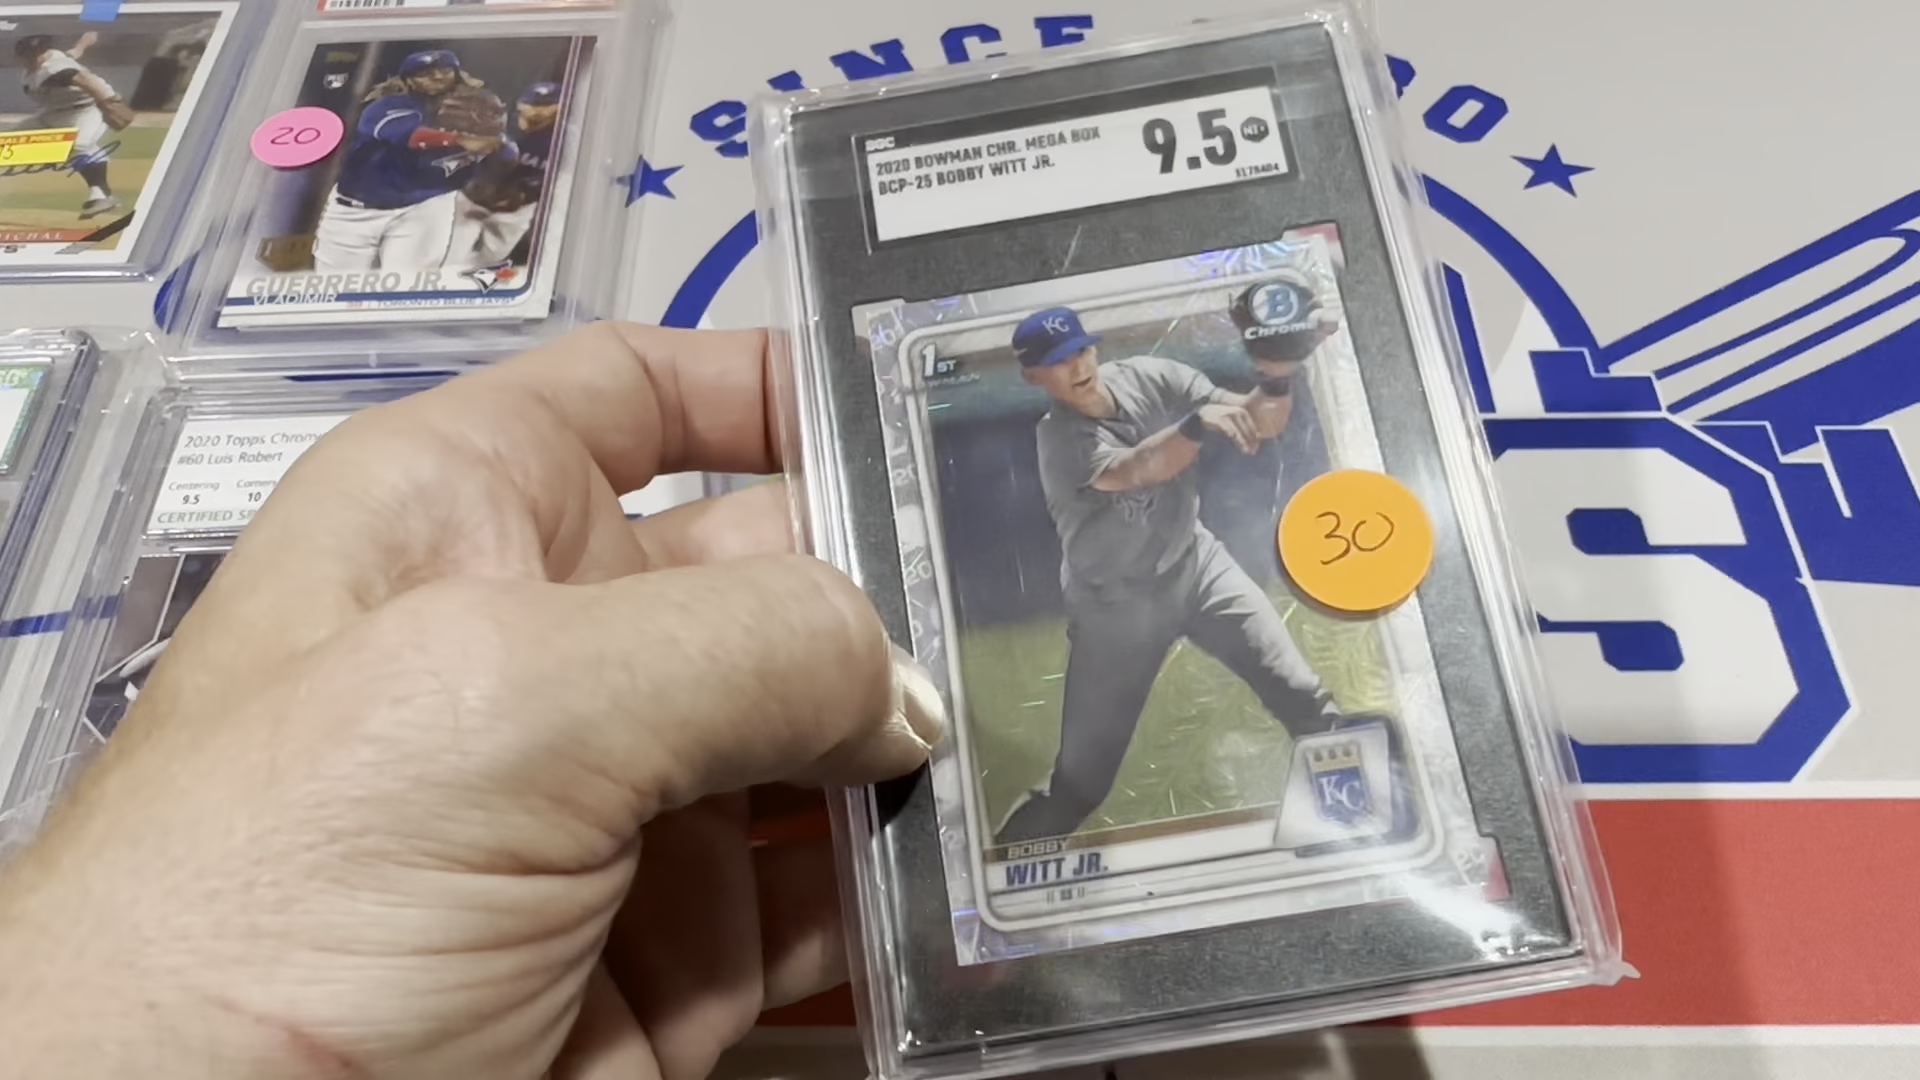 SINCE
20
GUERRERO JR.
VLADIMIR
TORONTO BLUE JAYS
2020 Topps Chrome
#60 Luis Robert
Centering
9.5 10
SGC
2020 BOWMAN CHR. MEGA BOX
BCP-25 BOBBY WITT JR.
9.5
MT+
1ST
BOWMAN
B
Chrome
KC
30
KC
BOBBY
WITT JR.
SS
S